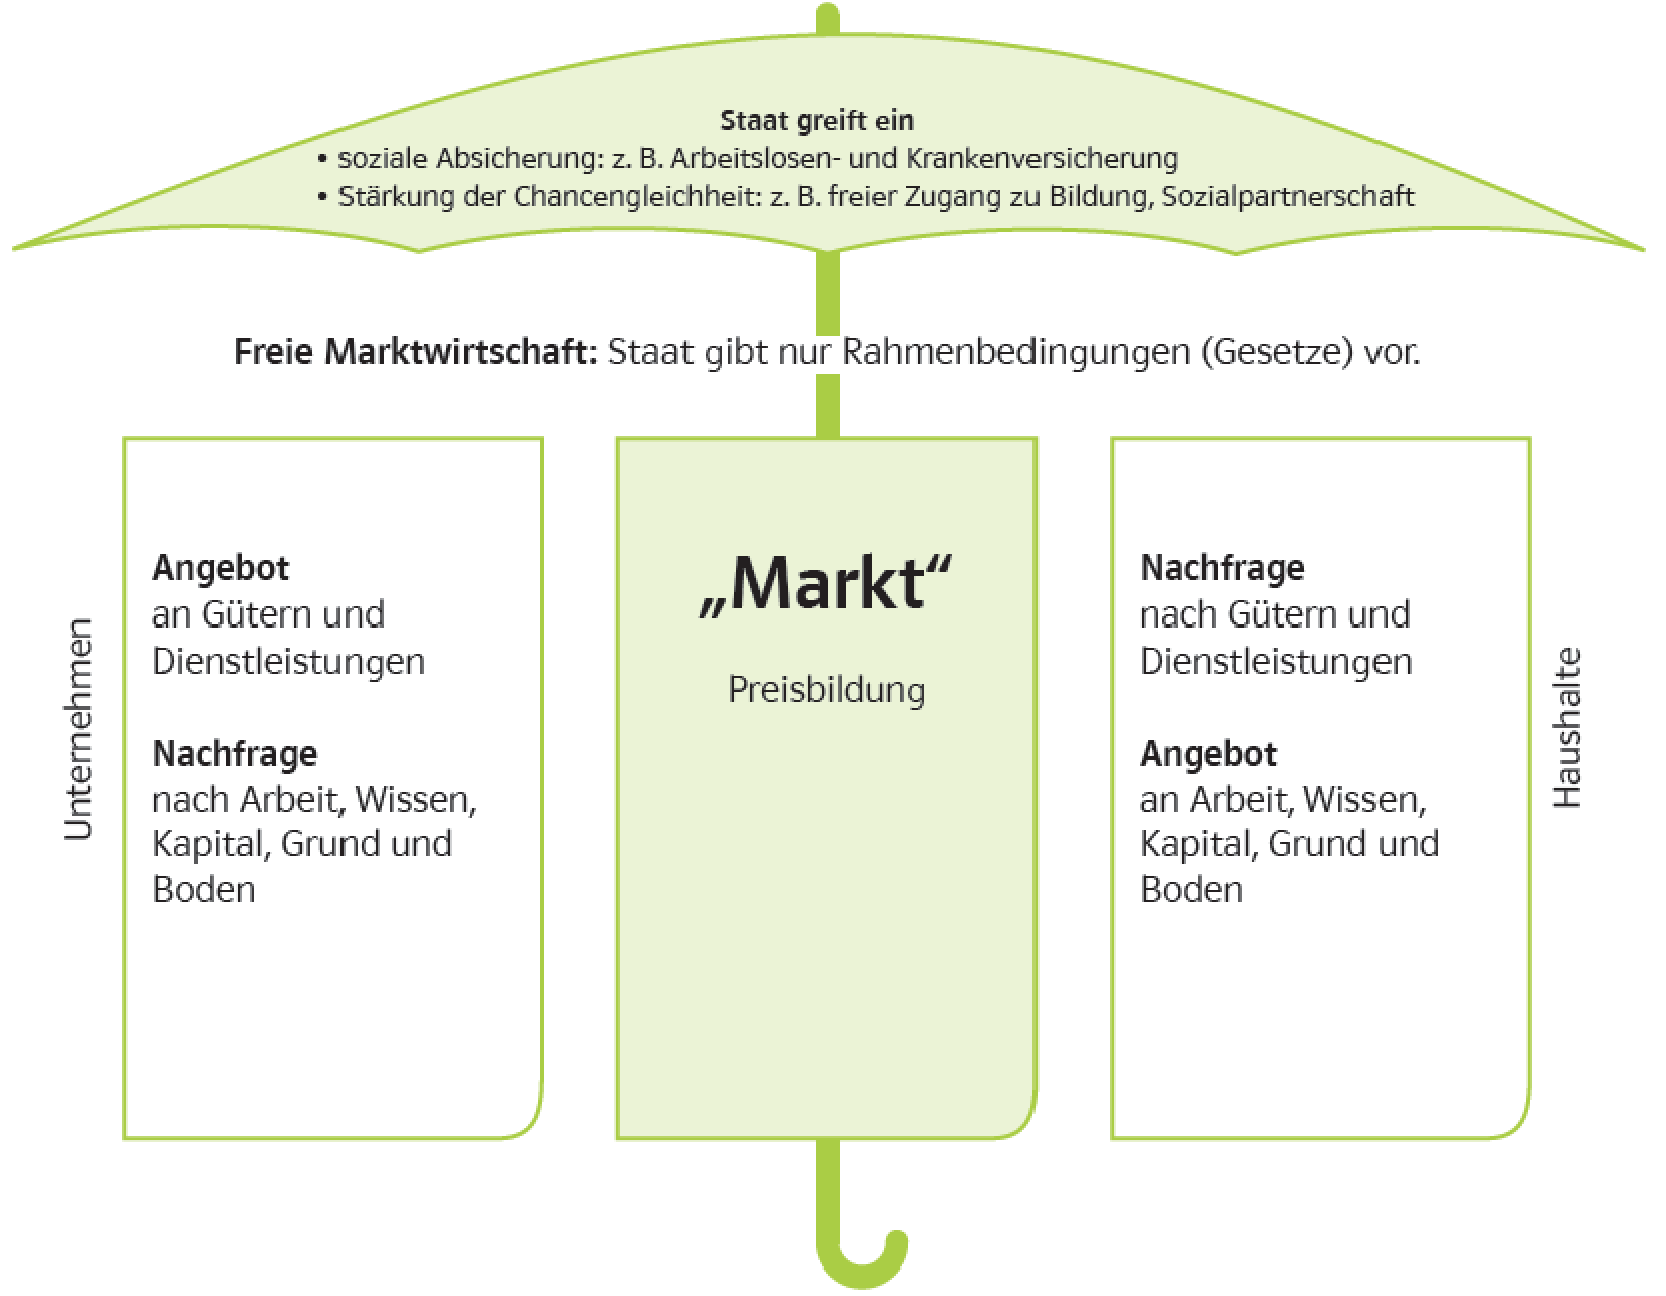 Staat greift ein
• soziale Absicherung: z. B. Arbeitslosen- und Krankenversicherung
• Stärkung der Chancengleichheit: z. B. freier Zugang zu Bildung, Sozialpartnerschaft
Freie Marktwirtschaft: Staat gibt nur Rahmenbedingungen (Gesetze) vor.
Unternehmen
Angebot
an Gütern und
Dienstleistungen
Nachfrage
nach Arbeit, Wissen,
Kapital, Grund und
Boden
„Markt“
Preisbildung
Nachfrage
nach Gütern und
Dienstleistungen
Angebot
an Arbeit, Wissen,
Kapital, Grund und
Boden
Haushalte